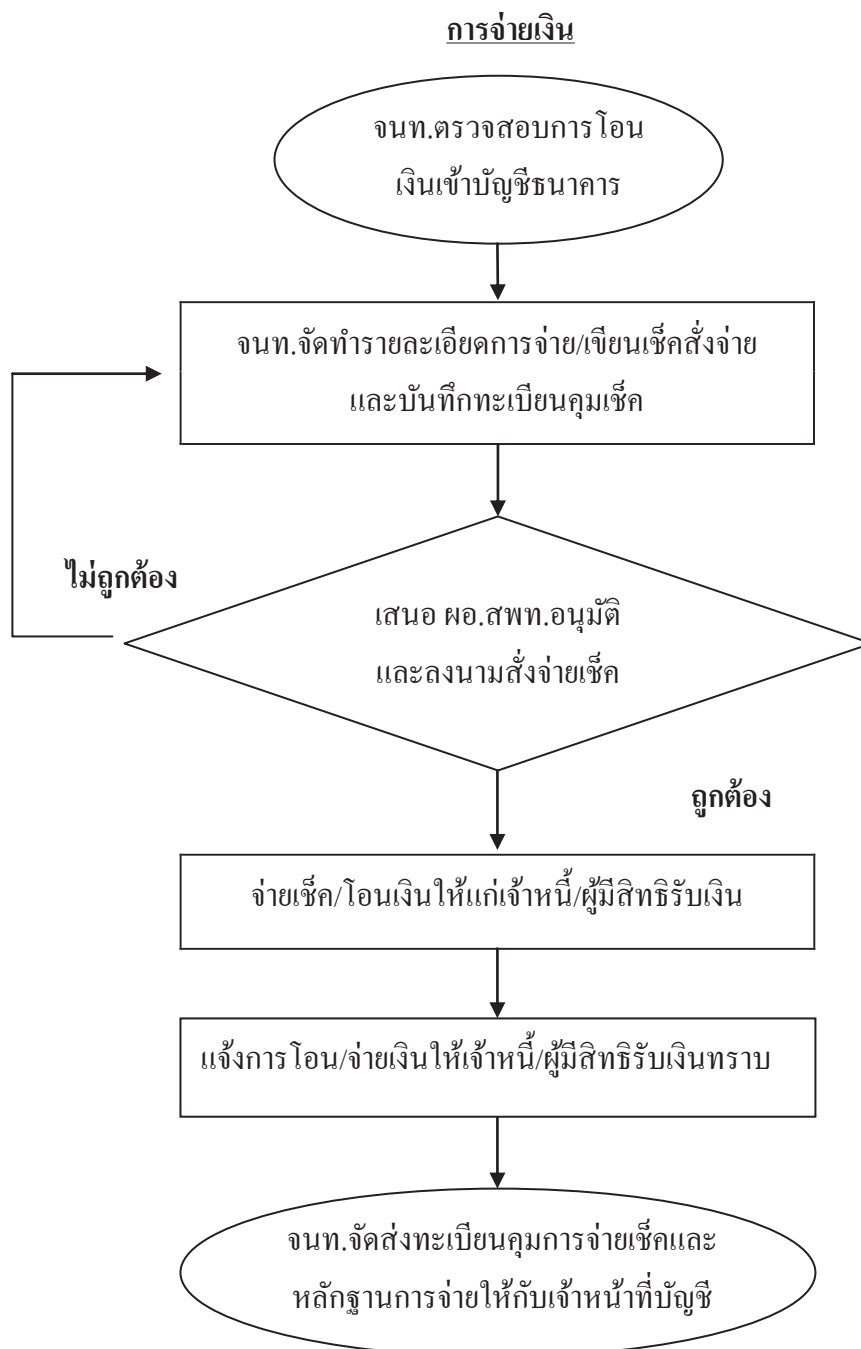 การจ่ายเงิน
จนท.ตรวจสอบการโอน
เงินเข้าบัญชีธนาคาร
จนท.จัดทำรายละเอียดการจ่าย/เขียนเช็คสั่งจ่าย
และบันทึกทะเบียนคุมเช็ค
ไม่ถูกต้อง
เสนอ ผอ.สพท.อนุมัติ
และลงนามสั่งจ่ายเช็ค
ถูกต้อง
จ่ายเช็ค/โอนเงินให้แก่เจ้าหนี้/ผู้มีสิทธิรับเงิน
แจ้งการโอน/จ่ายเงินให้เจ้าหนี้/ผู้มีสิทธิรับเงินทราบ
จนท.จัดส่งทะเบียนคุมการจ่ายเช็คและ
หลักฐานการจ่ายให้กับเจ้าหน้าที่บัญชี